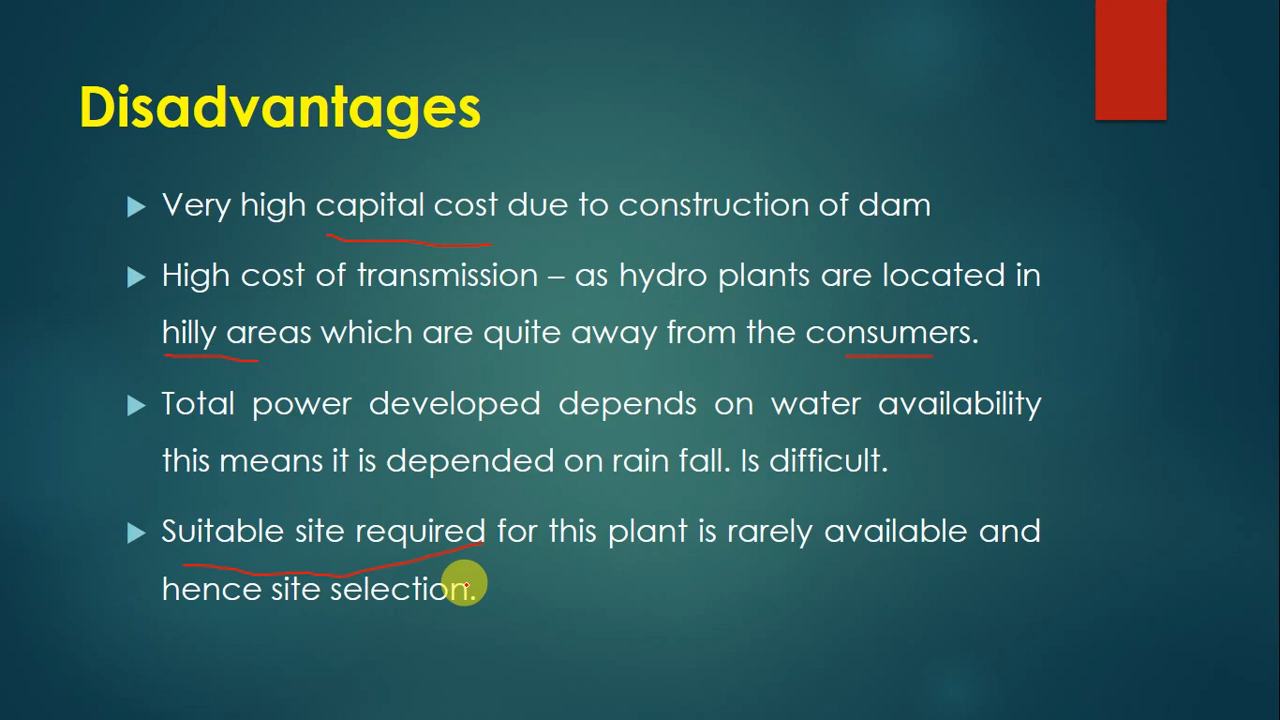 Disadvantages
Very high capital cost due to construction of dam
High cost of transmission – as hydro plants are located in
hilly areas which are quite away from the consumers.
Total power developed depends on water availability
this means it is depended on rain fall. Is difficult.
Suitable site required for this plant is rarely available and
hence site selection.